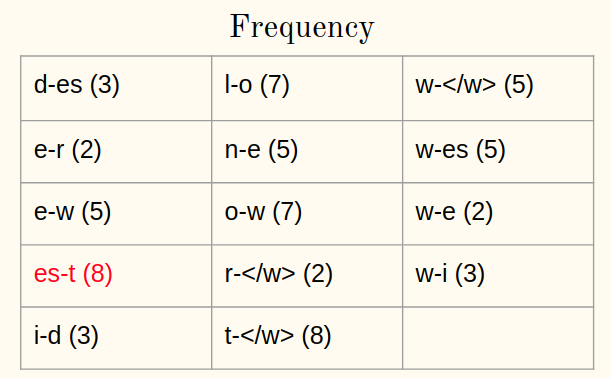 Frequency
d-es (3) l-o (7) w-</w> (5)
e-r (2) n-e (5) w-es (5)
e-w (5) o-w (7) w-e (2)
es-t (8) r-</w> (2) w-i (3)
i-d (3) t-</w> (8)